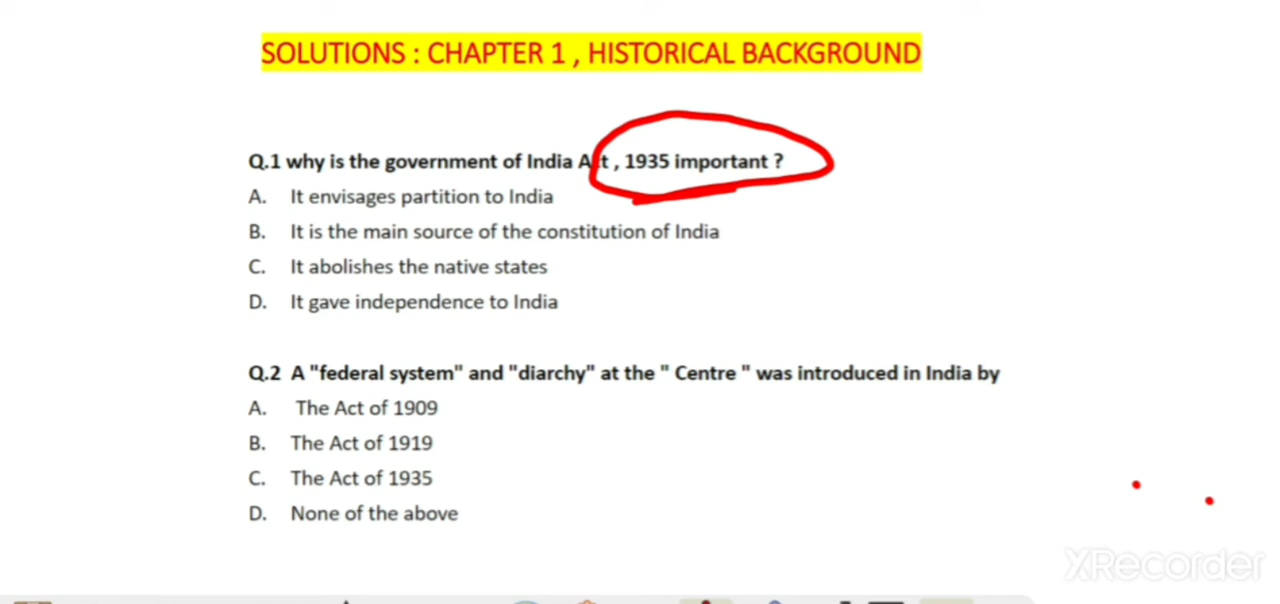 SOLUTIONS : CHAPTER 1 , HISTORICAL BACKGROUND
Q.1 why is the government of India Act , 1935 important ?
A. It envisages partition to India
B. It is the main source of the constitution of India
C. It abolishes the native states
D. It gave independence to India
Q.2 A "federal system" and "diarchy" at the " Centre " was introduced in India by
A. The Act of 1909
B. The Act of 1919
C. The Act of 1935
D. None of the above
XRecorder